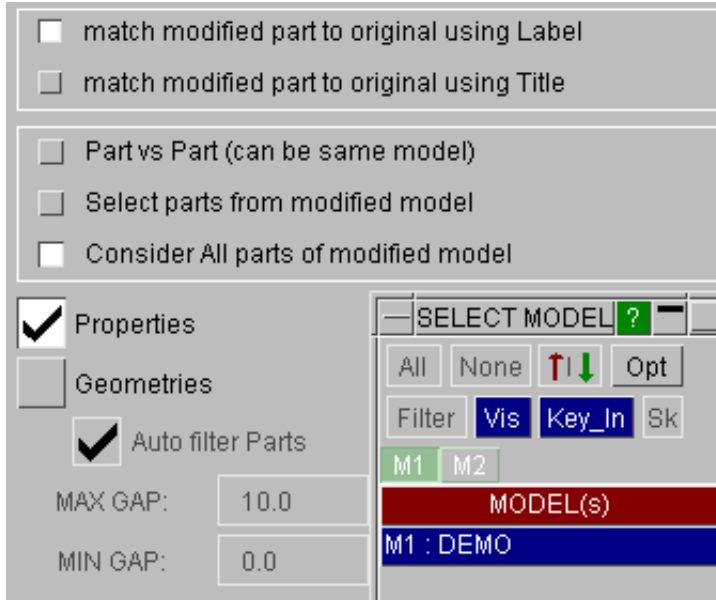 match modified part to original using Label
match modified part to original using Title
Part vs Part (can be same model)
Select parts from modified model
Consider All parts of modified model
Properties
Geometries
Auto filter Parts
MAX GAP: 10.0
MIN GAP: 0.0
SELECT MODEL ?
All None Opt
Filter Vis Key_In Sk
M1 M2
MODEL(s)
M1 : DEMO